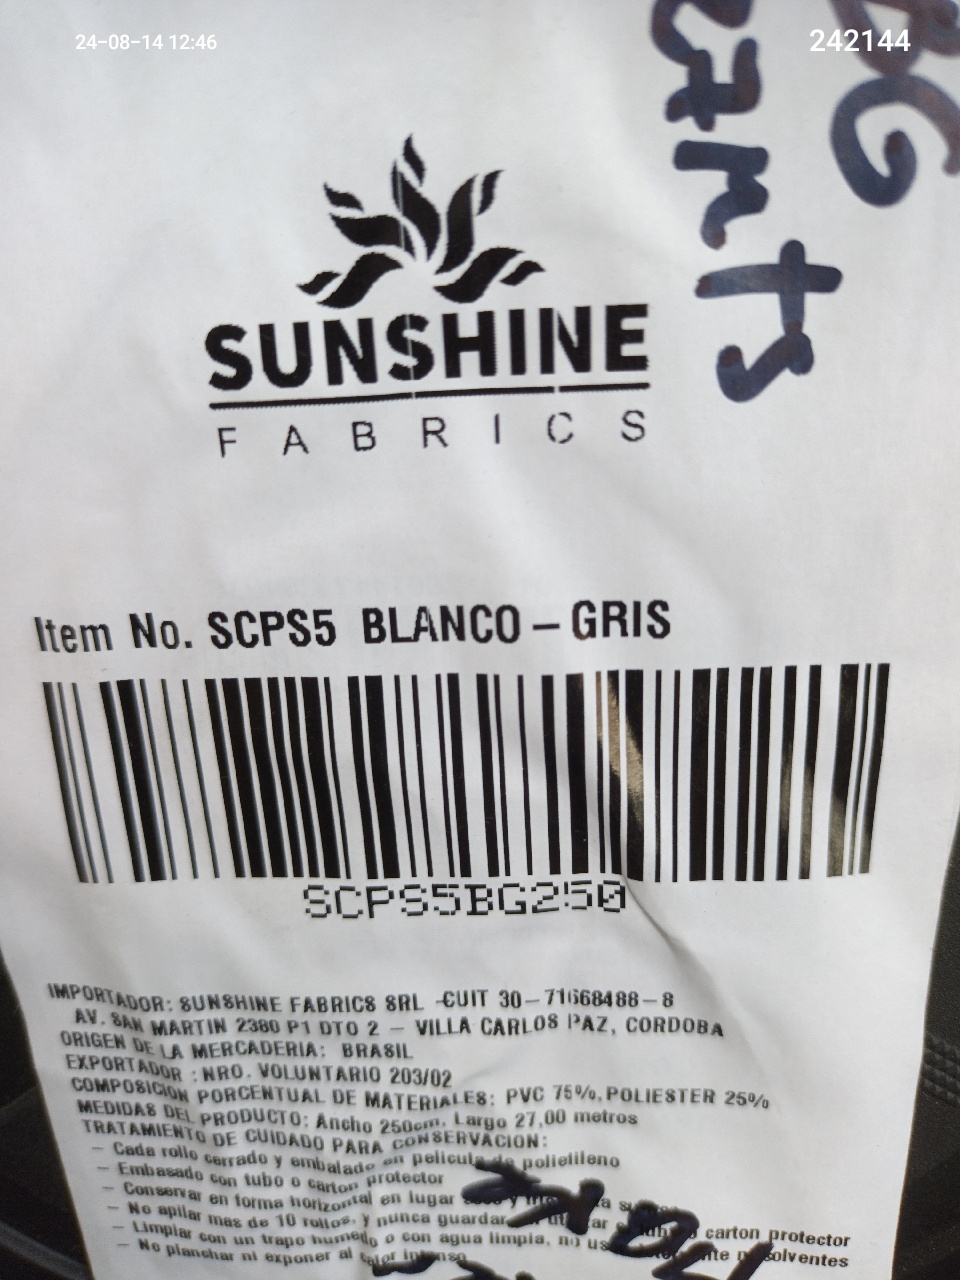 24-08-14 12:46
242144
SUNSHINE
FABRICS
Item No. SCPS5 BLANCO – GRIS
SCPS5BG250
IMPORTADOR: SUNSHINE FABRICS SRL -CUIT 30-71668488-8
AV. SAN MARTIN 2380 P1 DTO 2 – VILLA CARLOS PAZ, CORDOBA
ORIGEN DE LA MERCADERIA: BRASIL
EXPORTADOR : NRO. VOLUNTARIO 203/02
COMPOSICION PORCENTUAL DE MATERIALES: PVC 75%, POLIESTER 25%
MEDIDAS DEL PRODUCTO: Ancho 250cm, Largo 27,00 metros
TRATAMIENTO DE CUIDADO PARA CONSERVACION:
– Cada rollo cerrado y embalado en pelicula de polietileno
– Embasado con tubo o carton protector
– Conservar en forma horizontal en lugar
– No apilar mas de 10 rollos, y nunca guardar carton protector
– Limpiar con un trapo humedo o con agua limpia, no solventes
– No planchar ni exponer al calor intenso